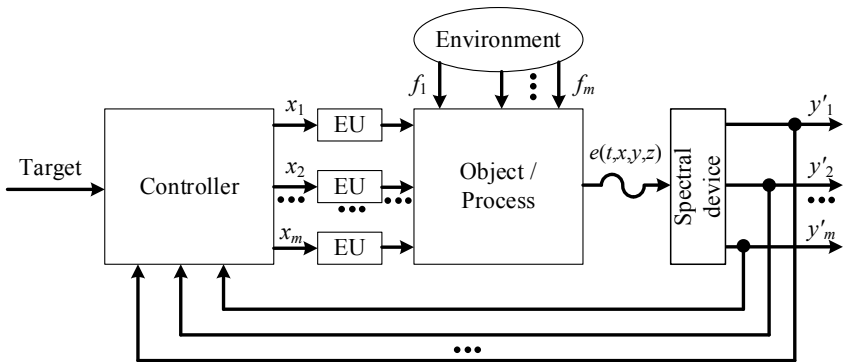 Environment
f1
fm
x1
EU
y'1
Target
Controller
x2
EU
Object /
Process
e(t,x,y,z)
Spectral
device
y'2
xm
EU
y'm